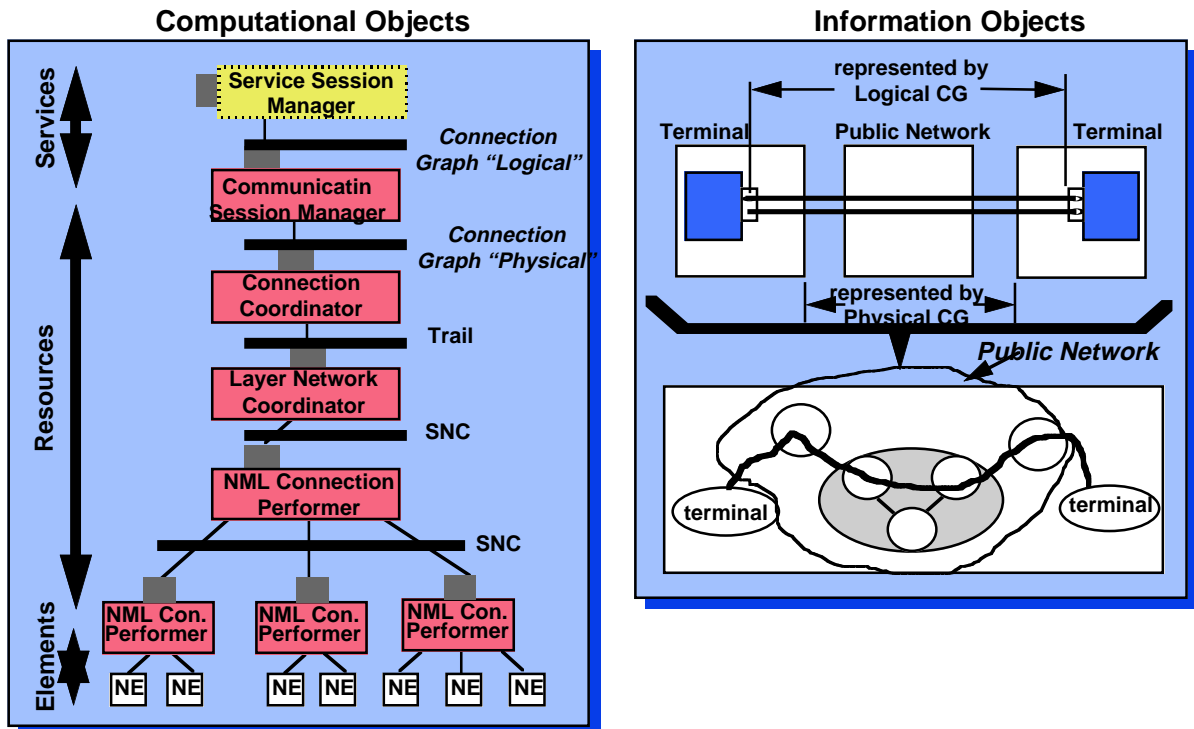 Computational Objects
Services
Resources
Elements
Service Session
Manager
Connection
Graph “Logical”
Communicatin
Session Manager
Connection
Graph “Physical”
Connection
Coordinator
Trail
Layer Network
Coordinator
SNC
NML Connection
Performer
SNC
NML Con.
Performer
NML Con.
Performer
NML Con.
Performer
NE
NE
NE
NE
NE
NE
NE
Information Objects
represented by
Logical CG
Terminal
Public Network
Terminal
represented by
Physical CG
Public Network
terminal
terminal